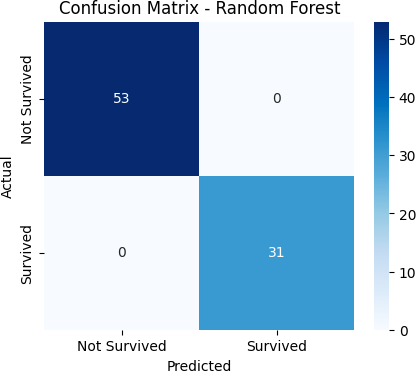 Confusion Matrix - Random Forest
Actual
Not Survived
Survived
53
0
0
31
Not Survived
Survived
Predicted
50
40
30
20
10
0